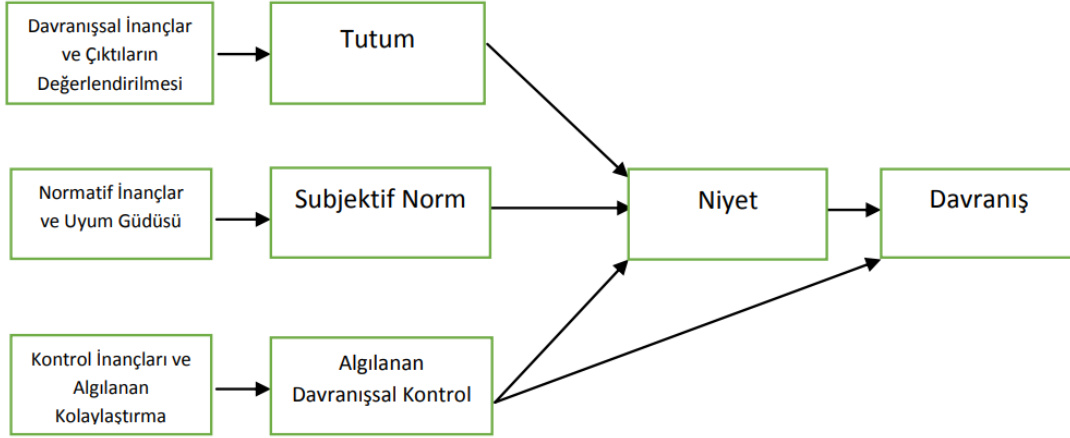 Davranışsal İnançlar
ve Çıktıların
Değerlendirilmesi
Tutum
Normatif İnançlar
ve Uyum Güdüsü
Subjektif Norm
Niyet
Davranış
Kontrol İnançları ve
Algılanan
Kolaylaştırma
Algılanan
Davranışsal Kontrol